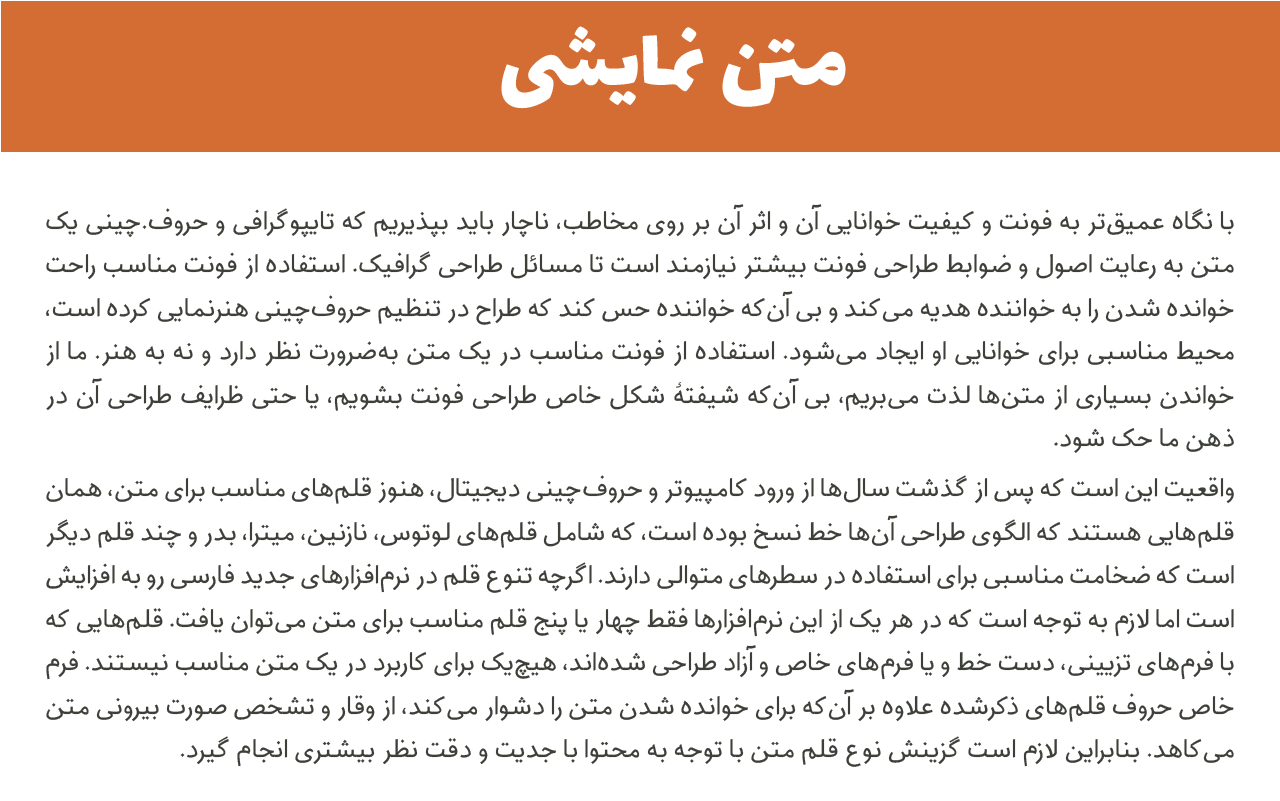 متن نمایشی
با نگاه عمیق‌تر به فونت و کیفیت خوانایی آن و اثر آن بر روی مخاطب، ناچار باید بپذیریم که تایپوگرافی و حروف.چینی یک
متن به رعایت اصول و ضوابط طراحی فونت بیشتر نیازمند است تا مسائل طراحی گرافیک. استفاده از فونت مناسب راحت
خوانده شدن را به خواننده هدیه می‌کند و بی آن‌که خواننده حس کند که طراح در تنظیم حروف‌چینی هنرنمایی کرده است،
محیط مناسبی برای خوانایی او ایجاد می‌شود. استفاده از فونت مناسب در یک متن به‌ضرورت نظر دارد و نه به هنر. ما از
خواندن بسیاری از متن‌ها لذت می‌بریم، بی آن‌که شیفتهٔ شکل خاص طراحی فونت بشویم، یا حتی ظرایف طراحی آن در
ذهن ما حک شود.
واقعیت این است که پس از گذشت سال‌ها از ورود کامپیوتر و حروف‌چینی دیجیتال، هنوز قلم‌های مناسب برای متن، همان
قلم‌هایی هستند که الگوی طراحی آن‌ها خط نسخ بوده است، که شامل قلم‌های لوتوس، نازنین، میترا، بدر و چند قلم دیگر
است که ضخامت مناسبی برای استفاده در سطرهای متوالی دارند. اگرچه تنوع قلم در نرم‌افزارهای جدید فارسی رو به افزایش
است اما لازم به توجه است که در هر یک از این نرم‌افزارها فقط چهار یا پنج قلم مناسب برای متن می‌توان یافت. قلم‌هایی که
با فرم‌های تزیینی، دست خط و یا فرم‌های خاص و آزاد طراحی شده‌اند، هیچ‌یک برای کاربرد در یک متن مناسب نیستند. فرم
خاص حروف قلم‌های ذکرشده علاوه بر آن‌که برای خوانده شدن متن را دشوار می‌کند، از وقار و تشخص صورت بیرونی متن
می‌کاهد. بنابراین لازم است گزینش نوع قلم متن با توجه به محتوا با جدیت و دقت نظر بیشتری انجام گیرد.